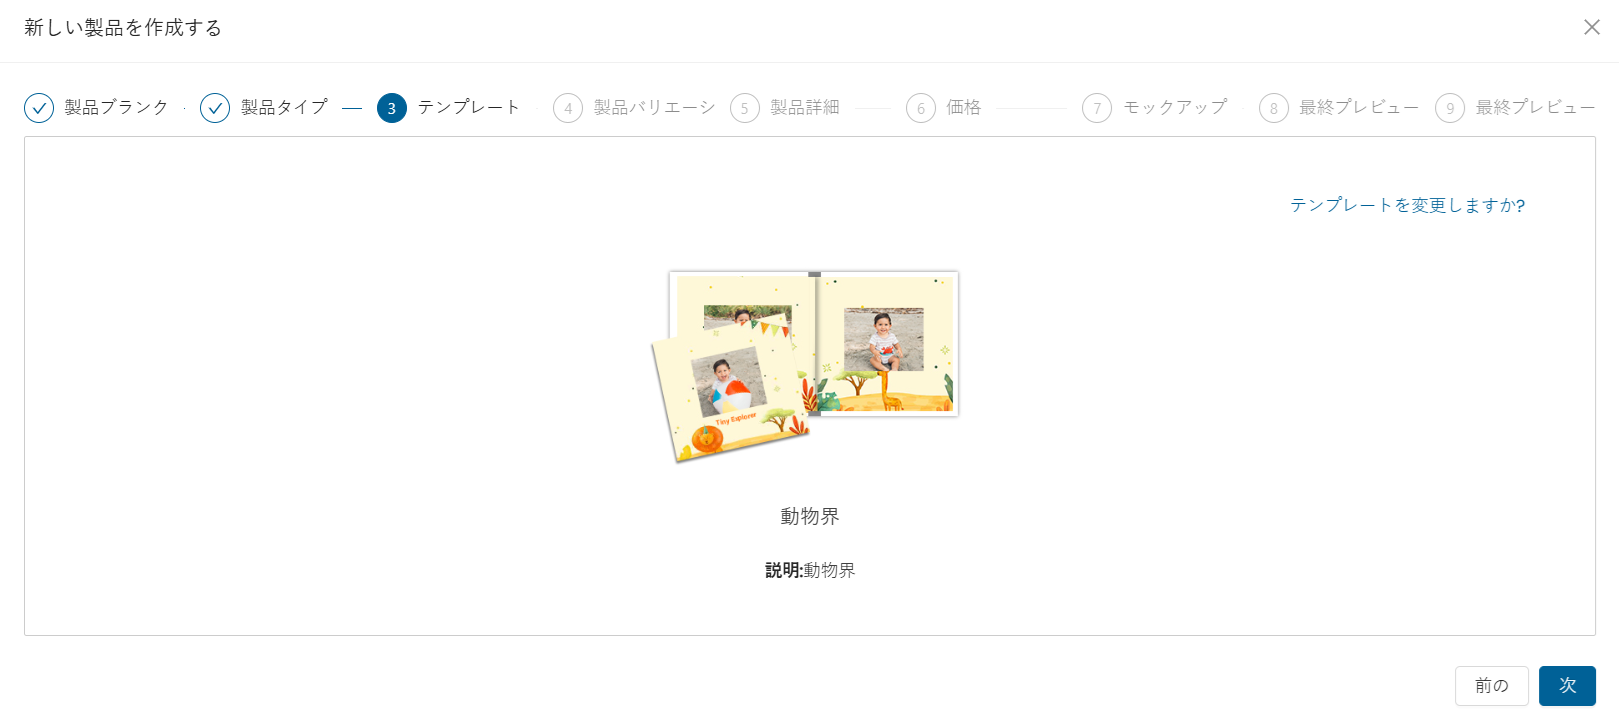 新しい製品を作成する
製品ブランク
製品タイプ
3 テンプレート
4 製品バリエーシ
5 製品詳細
6 価格
7 モックアップ
8 最終プレビュー
9 最終プレビュー
テンプレートを変更しますか?
Tiny Explorer
動物界
説明:動物界
前の
次